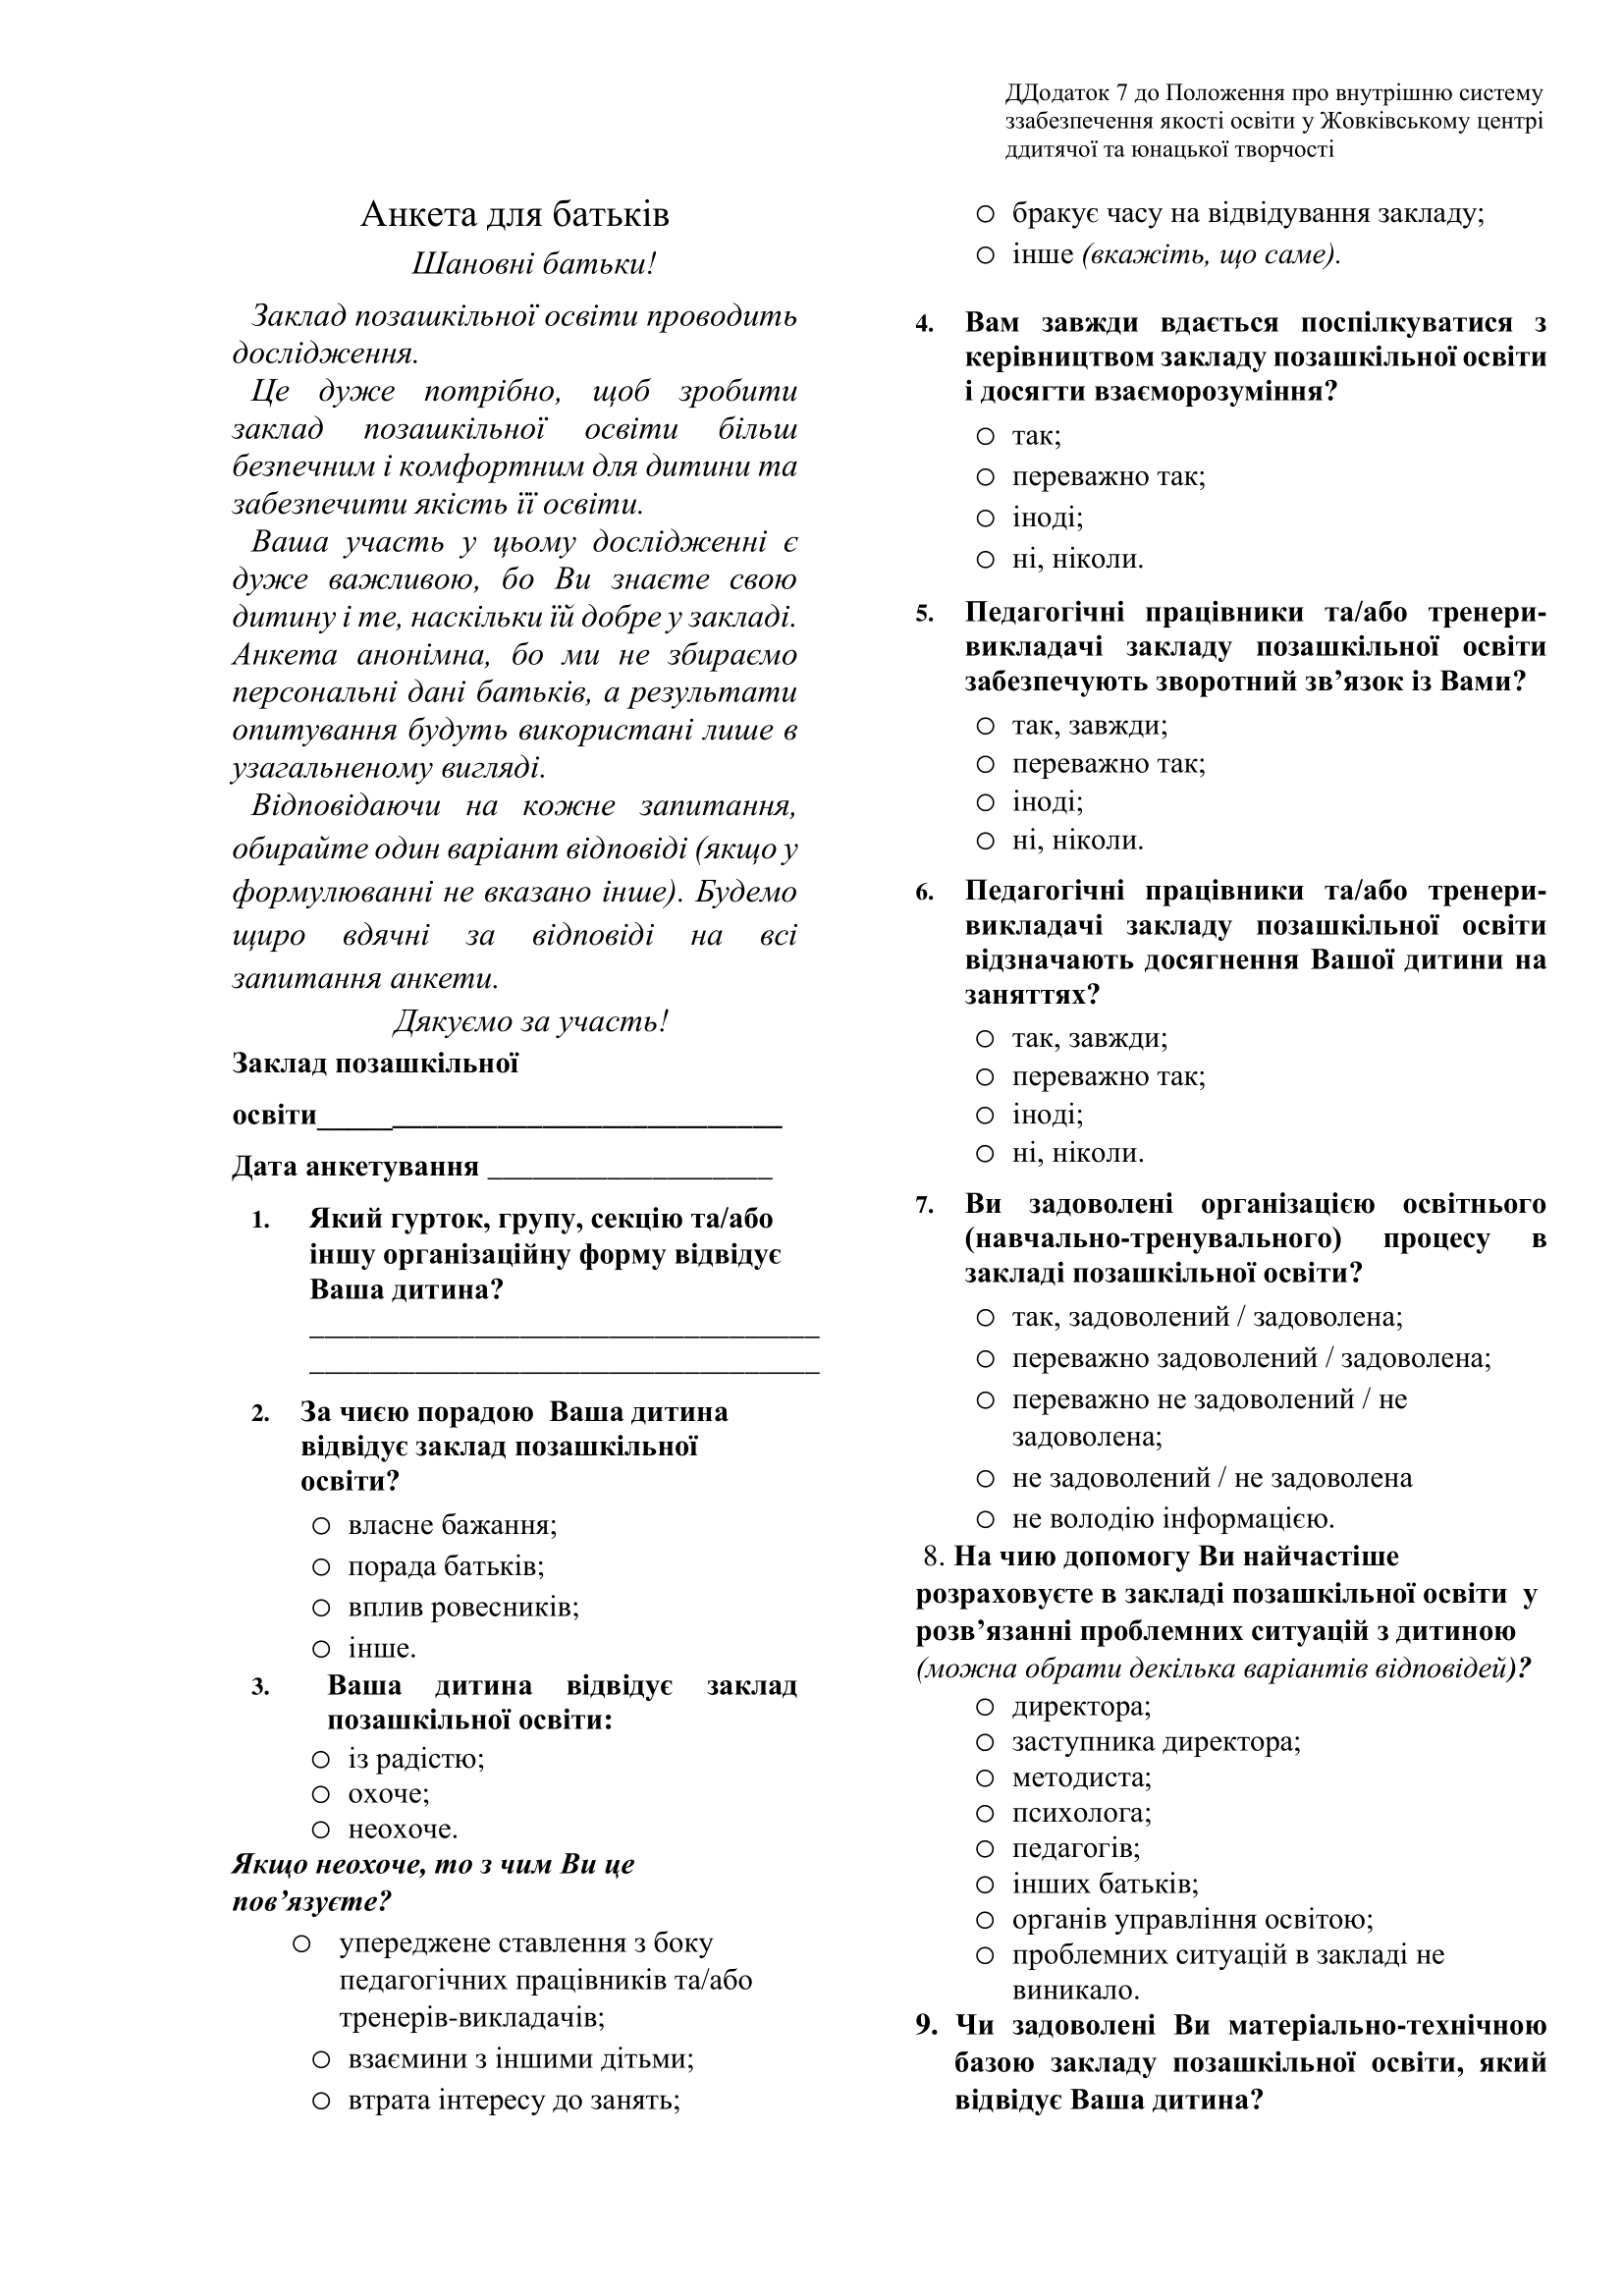 ДДодаток 7 до Положення про внутрішню систему
ззабезпечення якості освіти у Жовківському центрі
ддитячої та юнацької творчості
Анкета для батьків
Шановні батьки!
Заклад позашкільної освіти проводить
дослідження.
Це дуже потрібно, щоб зробити
заклад позашкільної освіти більш
безпечним і комфортним для дитини та
забезпечити якість її освіти.
Ваша участь у цьому дослідженні є
дуже важливою, бо Ви знаєте свою
дитину і те, наскільки їй добре у закладі.
Анкета анонімна, бо ми не збираємо
персональні дані батьків, а результати
опитування будуть використані лише в
узагальненому вигляді.
Відповідаючи на кожне запитання,
обирайте один варіант відповіді (якщо у
формулюванні не вказано інше). Будемо
щиро вдячні за відповіді на всі
запитання анкети.
Дякуємо за участь!
Заклад позашкільної
освіти_______________________________
Дата анкетування ___________________
1. Який гурток, групу, секцію та/або
іншу організаційну форму відвідує
Ваша дитина?
__________________________________
__________________________________
2. За чиєю порадою Ваша дитина
відвідує заклад позашкільної
освіти?
○ власне бажання;
○ порада батьків;
○ вплив ровесників;
○ інше.
3. Ваша дитина відвідує заклад
позашкільної освіти:
○ із радістю;
○ охоче;
○ неохоче.
Якщо неохоче, то з чим Ви це
пов’язуєте?
○ упереджене ставлення з боку
педагогічних працівників та/або
тренерів-викладачів;
○ взаємини з іншими дітьми;
○ втрата інтересу до занять;
○ бракує часу на відвідування закладу;
○ інше (вкажіть, що саме).
4. Вам завжди вдається поспілкуватися з
керівництвом закладу позашкільної освіти
і досягти взаєморозуміння?
○ так;
○ переважно так;
○ іноді;
○ ні, ніколи.
5. Педагогічні працівники та/або тренери-
викладачі закладу позашкільної освіти
забезпечують зворотний зв’язок із Вами?
○ так, завжди;
○ переважно так;
○ іноді;
○ ні, ніколи.
6. Педагогічні працівники та/або тренери-
викладачі закладу позашкільної освіти
відзначають досягнення Вашої дитини на
заняттях?
○ так, завжди;
○ переважно так;
○ іноді;
○ ні, ніколи.
7. Ви задоволені організацією освітнього
(навчально-тренувального) процесу в
закладі позашкільної освіти?
○ так, задоволений / задоволена;
○ переважно задоволений / задоволена;
○ переважно не задоволений / не
задоволена;
○ не задоволений / не задоволена
○ не володію інформацією.
8. На чию допомогу Ви найчастіше
розраховуєте в закладі позашкільної освіти у
розв’язанні проблемних ситуацій з дитиною
(можна обрати декілька варіантів відповідей)?
○ директора;
○ заступника директора;
○ методиста;
○ психолога;
○ педагогів;
○ інших батьків;
○ органів управління освітою;
○ проблемних ситуацій в закладі не
виникало.
9. Чи задоволені Ви матеріально-технічною
базою закладу позашкільної освіти, який
відвідує Ваша дитина?